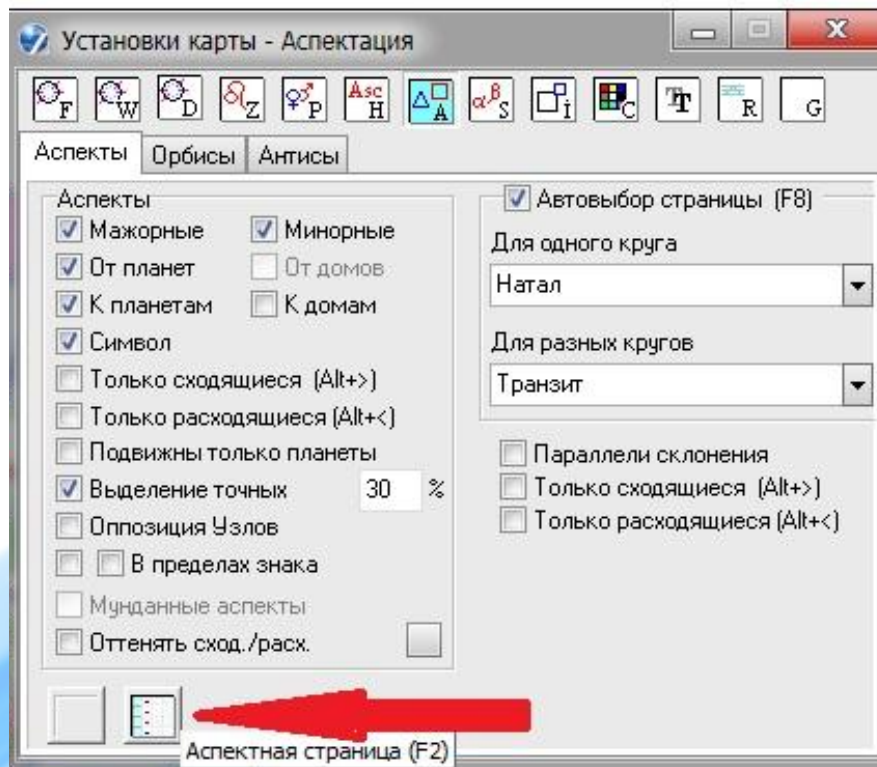 Установки карты - Аспектация
F W D Z P Asc H A αβS i C T R G
Аспекты Орбисы Антисы
Аспекты
Мажорные Минорные
От планет От домов
К планетам К домам
Символ
Только сходящиеся (Alt+>)
Только расходящиеся (Alt+<)
Подвижны только планеты
Выделение точных 30 %
Оппозиция Узлов
В пределах знака
Мунданные аспекты
Оттенять сход./расх.
Автовыбор страницы (F8)
Для одного круга
Натал
Для разных кругов
Транзит
Параллели склонения
Только сходящиеся (Alt+>)
Только расходящиеся (Alt+<)
Аспектная страница (F2)